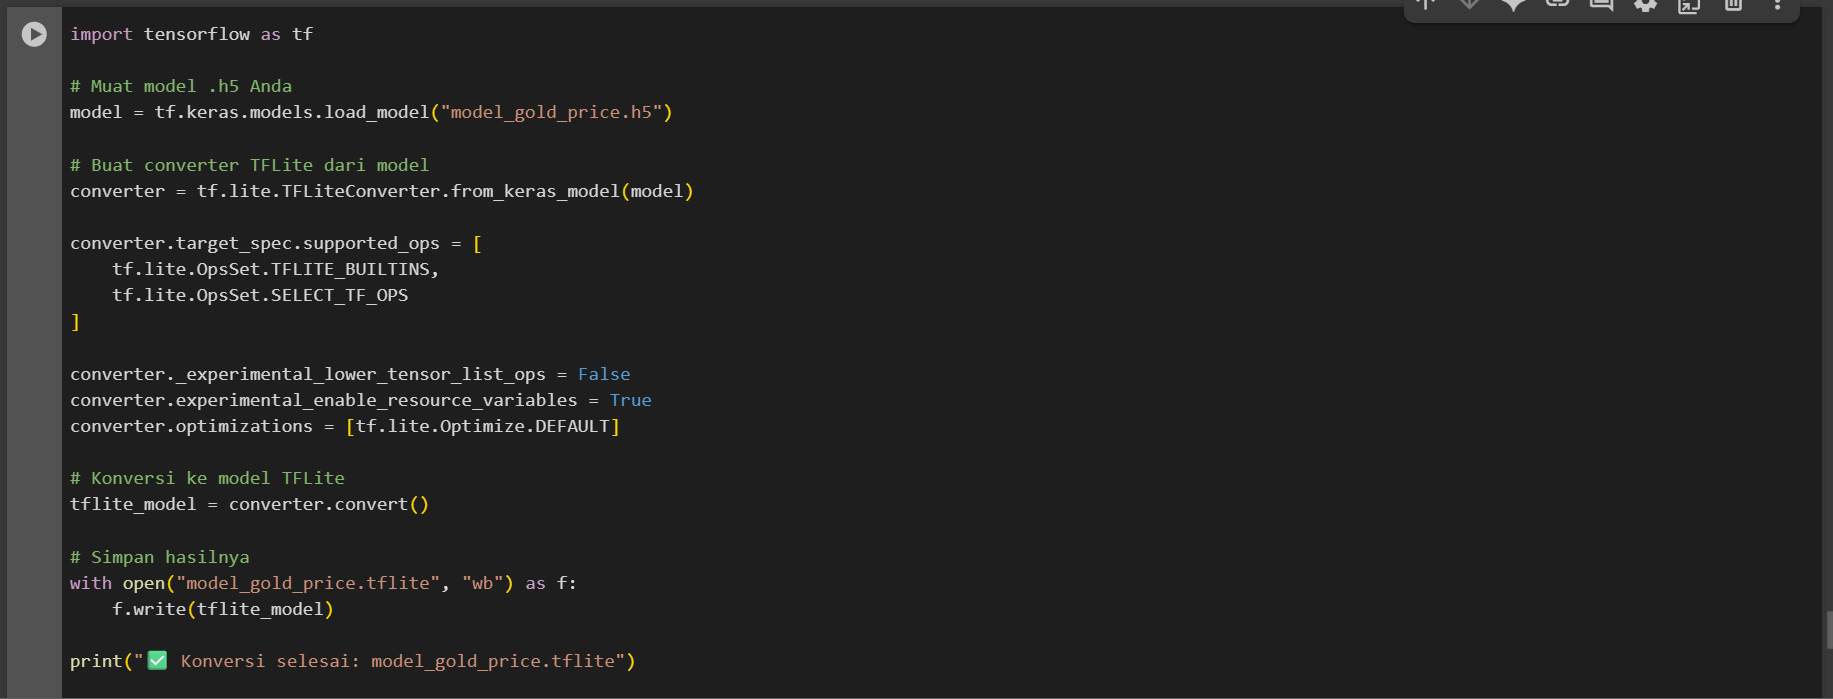 import tensorflow as tf
# Muat model .h5 Anda
model = tf.keras.models.load_model("model_gold_price.h5")
# Buat converter TFLite dari model
converter = tf.lite.TFLiteConverter.from_keras_model(model)
converter.target_spec.supported_ops = [
    tf.lite.OpsSet.TFLITE_BUILTINS,
    tf.lite.OpsSet.SELECT_TF_OPS
]
converter._experimental_lower_tensor_list_ops = False
converter.experimental_enable_resource_variables = True
converter.optimizations = [tf.lite.Optimize.DEFAULT]
# Konversi ke model TFLite
tflite_model = converter.convert()
# Simpan hasilnya
with open("model_gold_price.tflite", "wb") as f:
    f.write(tflite_model)
print("✅ Konversi selesai: model_gold_price.tflite")